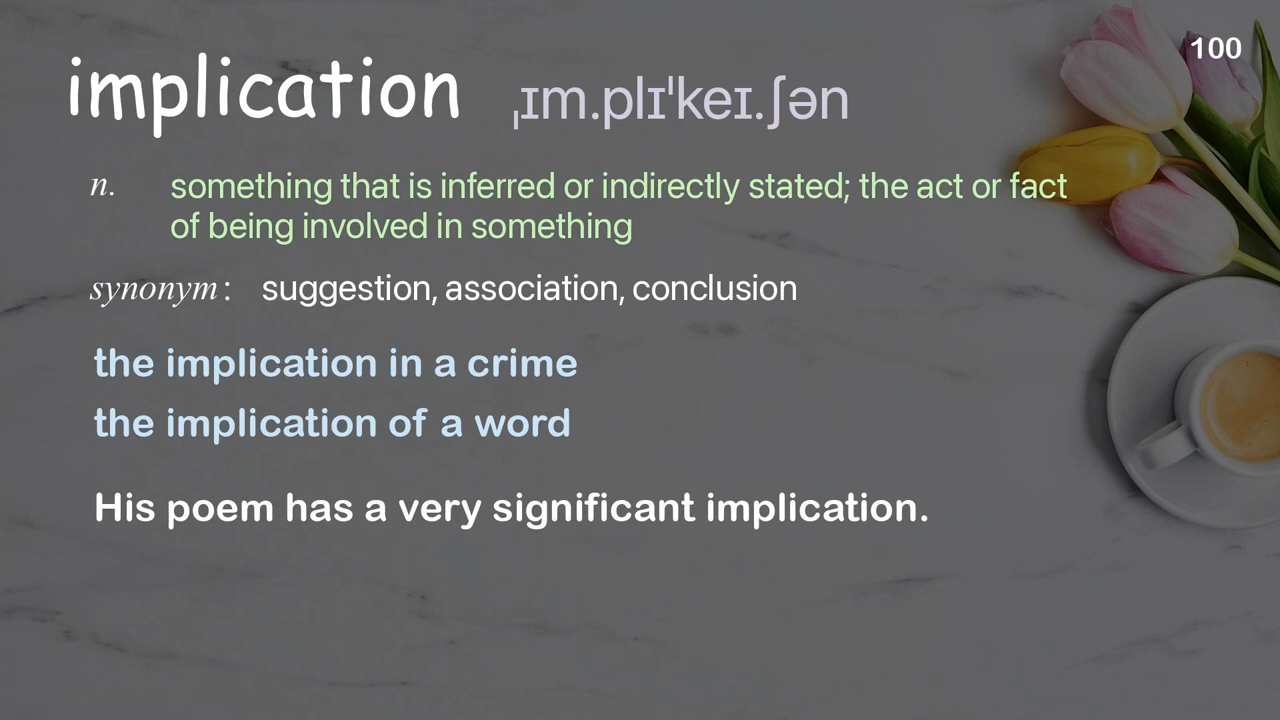 100
implication ˌɪm.plɪˈkeɪ.ʃən
n. something that is inferred or indirectly stated; the act or fact
of being involved in something
synonym: suggestion, association, conclusion
the implication in a crime
the implication of a word
His poem has a very significant implication.